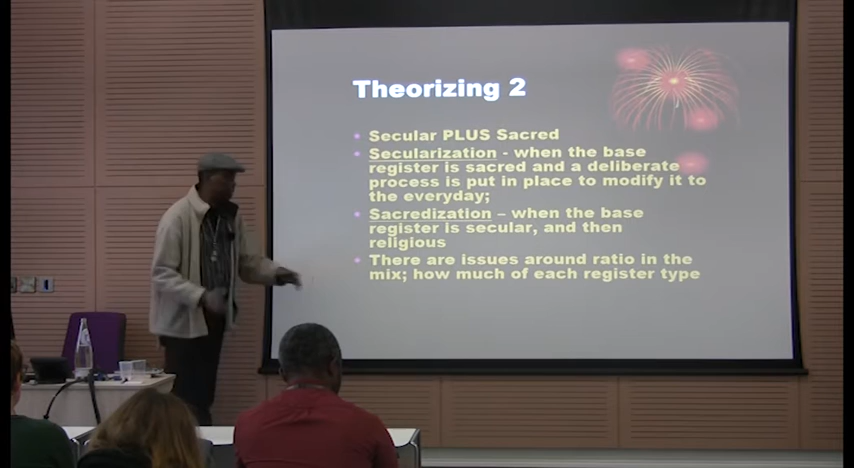 Theorizing 2
• Secular PLUS Sacred
• Secularization - when the base
register is sacred and a deliberate
process is put in place to modify it to
the everyday;
• Sacredization – when the base
register is secular, and then
religious
• There are issues around ratio in the
mix; how much of each register type